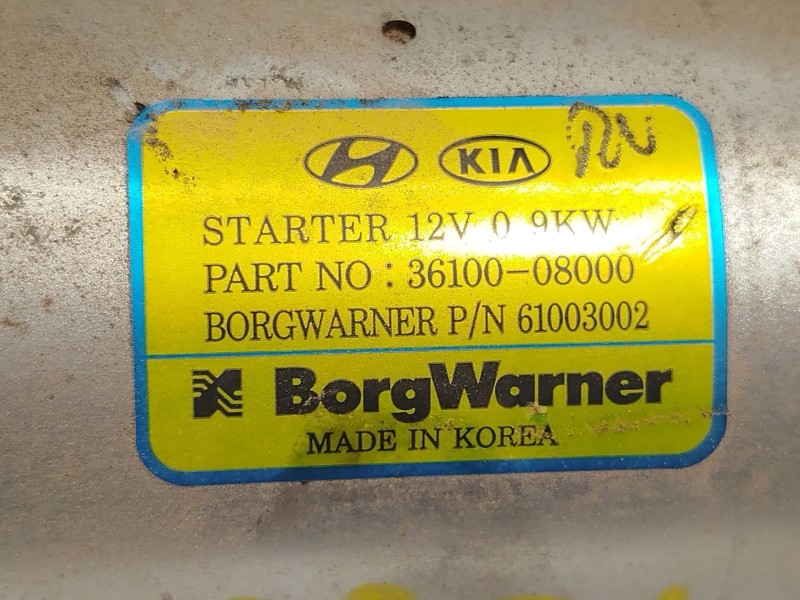 KIA
STARTER 12V 0.9KW
PART NO : 36100-08000
BORGWARNER P/N 61003002
BorgWarner
MADE IN KOREA